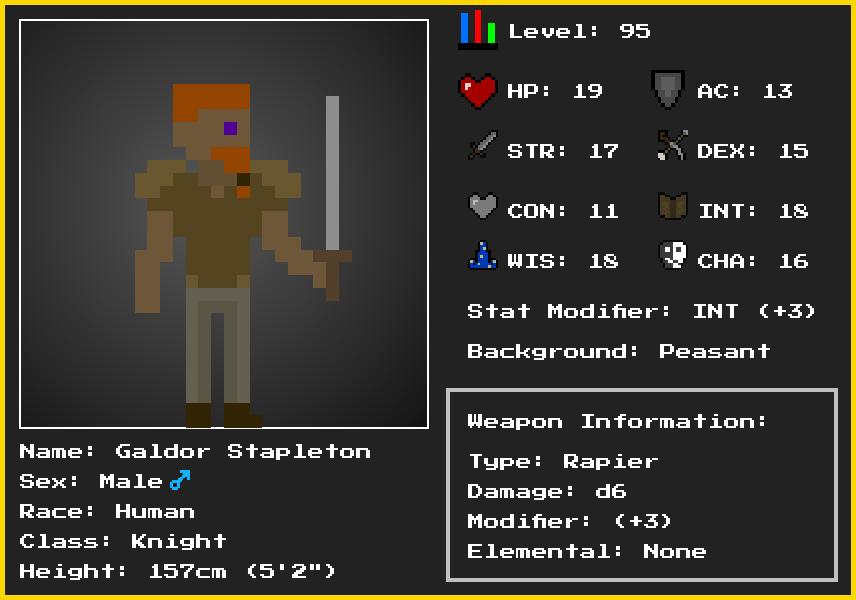 Level: 95
HP: 19 AC: 13
STR: 17 DEX: 15
CON: 11 INT: 18
WIS: 18 CHA: 16
Stat Modifier: INT (+3)
Background: Peasant
Weapon Information:
Type: Rapier
Damage: d6
Modifier: (+3)
Elemental: None
Name: Galdor Stapleton
Sex: Male ♂
Race: Human
Class: Knight
Height: 157cm (5'2")